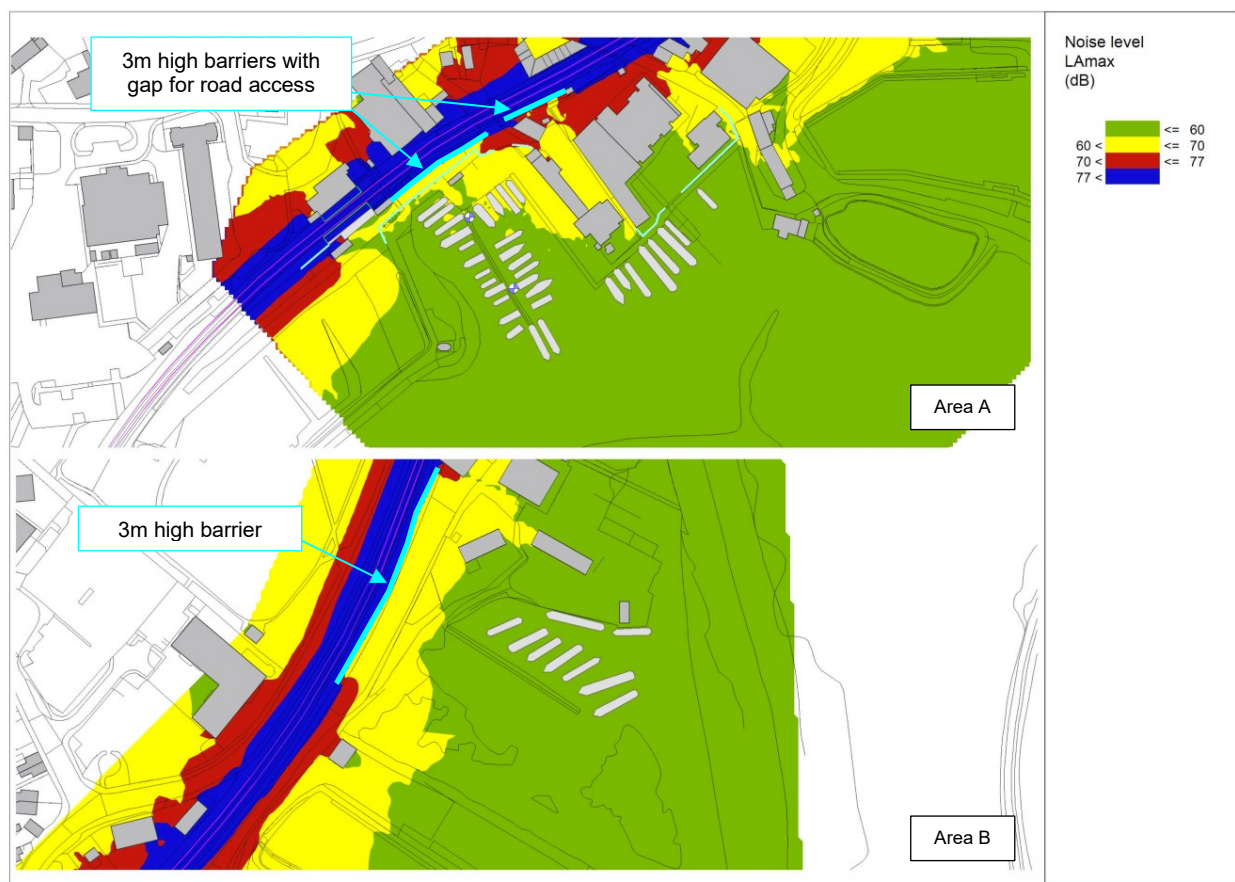 3m high barriers with
gap for road access
Noise level
LAmax
(dB)
<= 60
60 < <= 70
70 < <= 77
77 <
Area A
3m high barrier
Area B